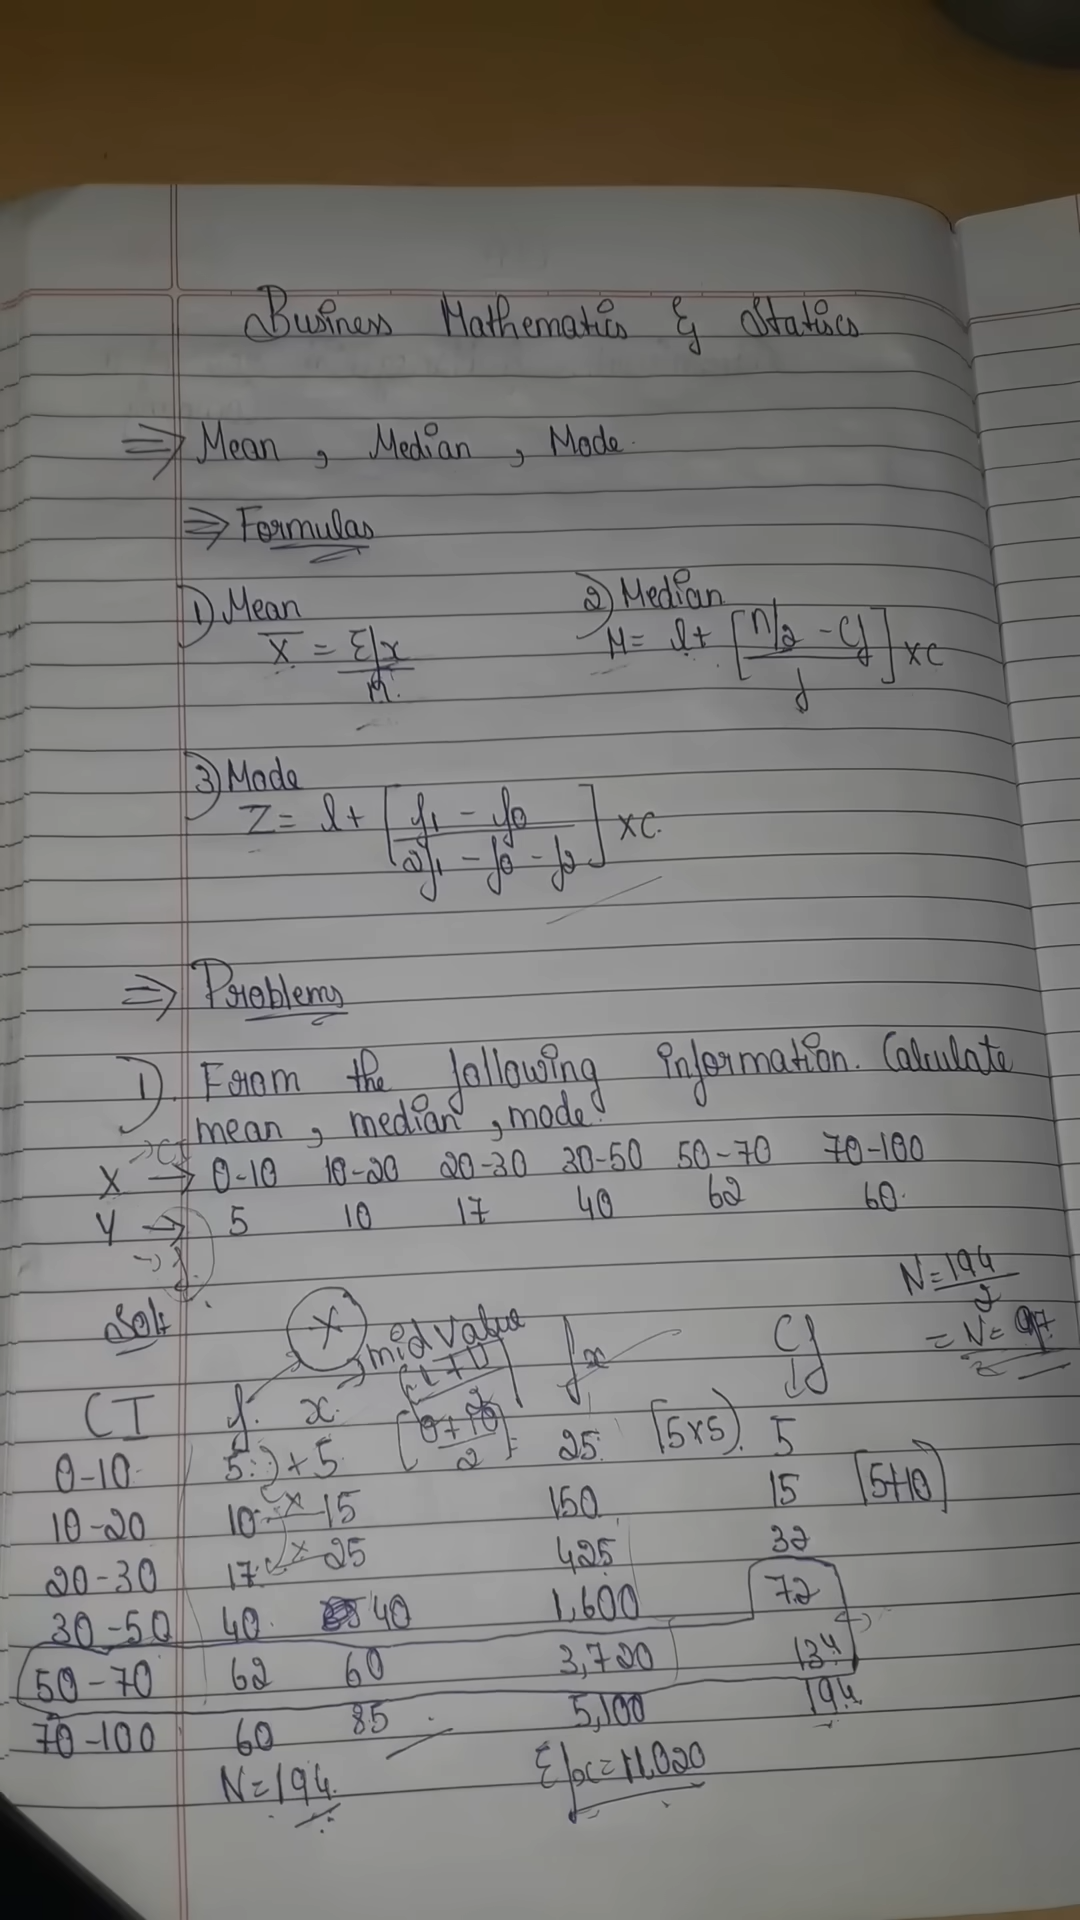 Business Mathematics & Statiscs
⇒ Mean, Median, Mode.
⇒ Formulas
1) Mean
X̄ = Σfx / n.
2) Median
M = l + [n/2 - Cf / f] × c
3) Mode
Z = l + [f1 - f0 / 2f1 - f0 - f2] × c.
⇒ Problems
1). From the following information. Calculate
mean, median, mode.
X → 0-10 10-20 20-30 30-50 50-70 70-100
Y → 5 10 17 40 62 60.
→ f.
N = 194 / 2
= N = 97
Soln
X
mid value
fx
Cf
CI f. x.
[0+10 / 2] =
0-10 5 × 5 25 [5×5]. 5
10-20 10 × 15 150 15 [5+10]
20-30 17 × 25 425 32
30-50 40. 40 1,600 72
50-70 62 60 3,720 134
70-100 60 85 5,100 194
N = 194. Σfx = 11,020